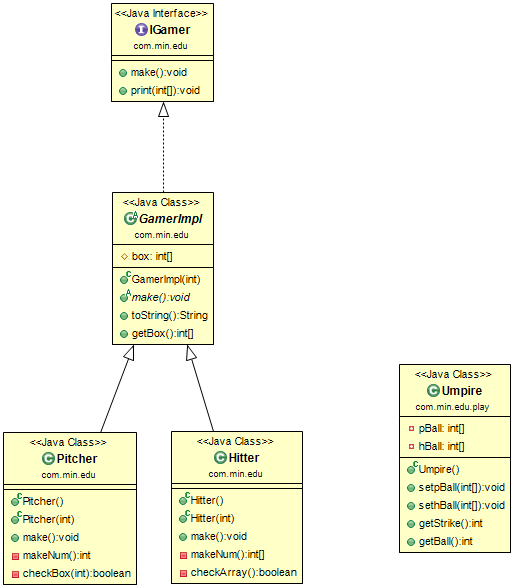 <<Java Interface>>
IGamer
com.min.edu
make():void
print(int[]):void
<<Java Class>>
GamerImpl
com.min.edu
box: int[]
GamerImpl(int)
make():void
toString():String
getBox():int[]
<<Java Class>>
Pitcher
com.min.edu
Pitcher()
Pitcher(int)
make():void
makeNum():int
checkBox(int):boolean
<<Java Class>>
Hitter
com.min.edu
Hitter()
Hitter(int)
make():void
makeNum():int[]
checkArray():boolean
<<Java Class>>
Umpire
com.min.edu.play
pBall: int[]
hBall: int[]
Umpire()
setpBall(int[]):void
sethBall(int[]):void
getStrike():int
getBall():int